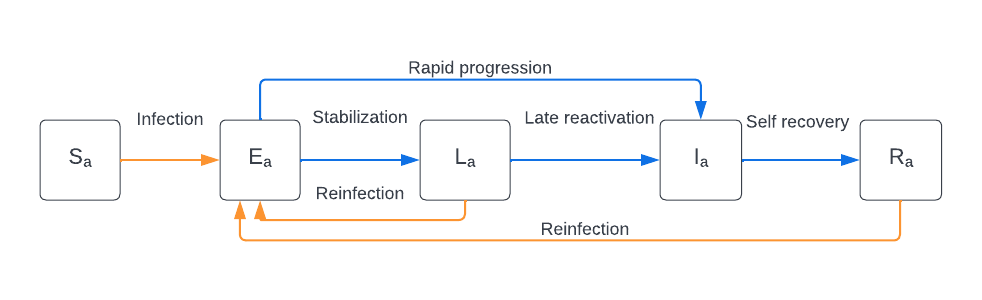 Rapid progression
Infection
Stabilization
Late reactivation
Self recovery
Sa
Ea
La
Ia
Ra
Reinfection
Reinfection